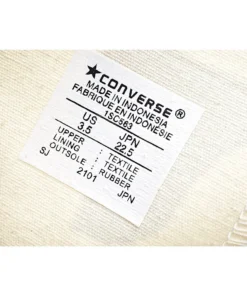 ★CONVERSE®
MADE IN INDONESIA
FABRIQUE EN INDONESIE
1SC563
US JPN
3.5 22.5
UPPER : TEXTILE
LINING : TEXTILE
OUTSOLE : RUBBER
SJ 2101 JPN